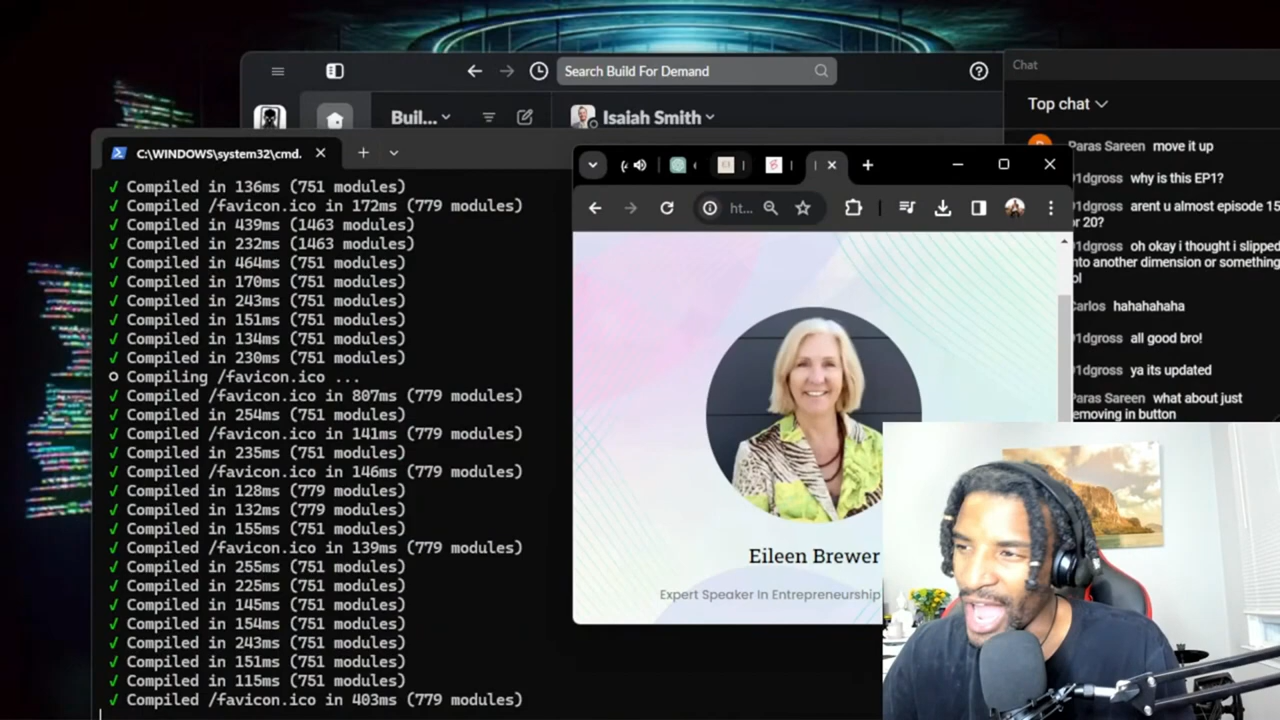 Search Build For Demand
Buil...
Isaiah Smith
Chat
Top chat
C:\WINDOWS\system32\cmd.
✓ Compiled in 136ms (751 modules)
✓ Compiled /favicon.ico in 172ms (779 modules)
✓ Compiled in 439ms (1463 modules)
✓ Compiled in 232ms (1463 modules)
✓ Compiled in 464ms (751 modules)
✓ Compiled in 170ms (751 modules)
✓ Compiled in 243ms (751 modules)
✓ Compiled in 151ms (751 modules)
✓ Compiled in 134ms (751 modules)
✓ Compiled in 230ms (751 modules)
○ Compiling /favicon.ico ...
✓ Compiled /favicon.ico in 807ms (779 modules)
✓ Compiled in 254ms (751 modules)
✓ Compiled /favicon.ico in 141ms (779 modules)
✓ Compiled in 235ms (751 modules)
✓ Compiled /favicon.ico in 146ms (779 modules)
✓ Compiled in 128ms (779 modules)
✓ Compiled in 132ms (779 modules)
✓ Compiled in 155ms (751 modules)
✓ Compiled /favicon.ico in 139ms (779 modules)
✓ Compiled in 255ms (751 modules)
✓ Compiled in 225ms (751 modules)
✓ Compiled in 145ms (751 modules)
✓ Compiled in 154ms (751 modules)
✓ Compiled in 243ms (751 modules)
✓ Compiled in 151ms (751 modules)
✓ Compiled in 115ms (751 modules)
✓ Compiled /favicon.ico in 403ms (779 modules)
ht...
Eileen Brewer
Expert Speaker In Entrepreneurship
Paras Sareen move it up
1dgross why is this EP1?
1dgross arent u almost episode 15
or 20?
1dgross oh okay i thought i slipped
into another dimension or something
ol
Carlos hahahahaha
1dgross all good bro!
1dgross ya its updated
Paras Sareen what about just
removing in button